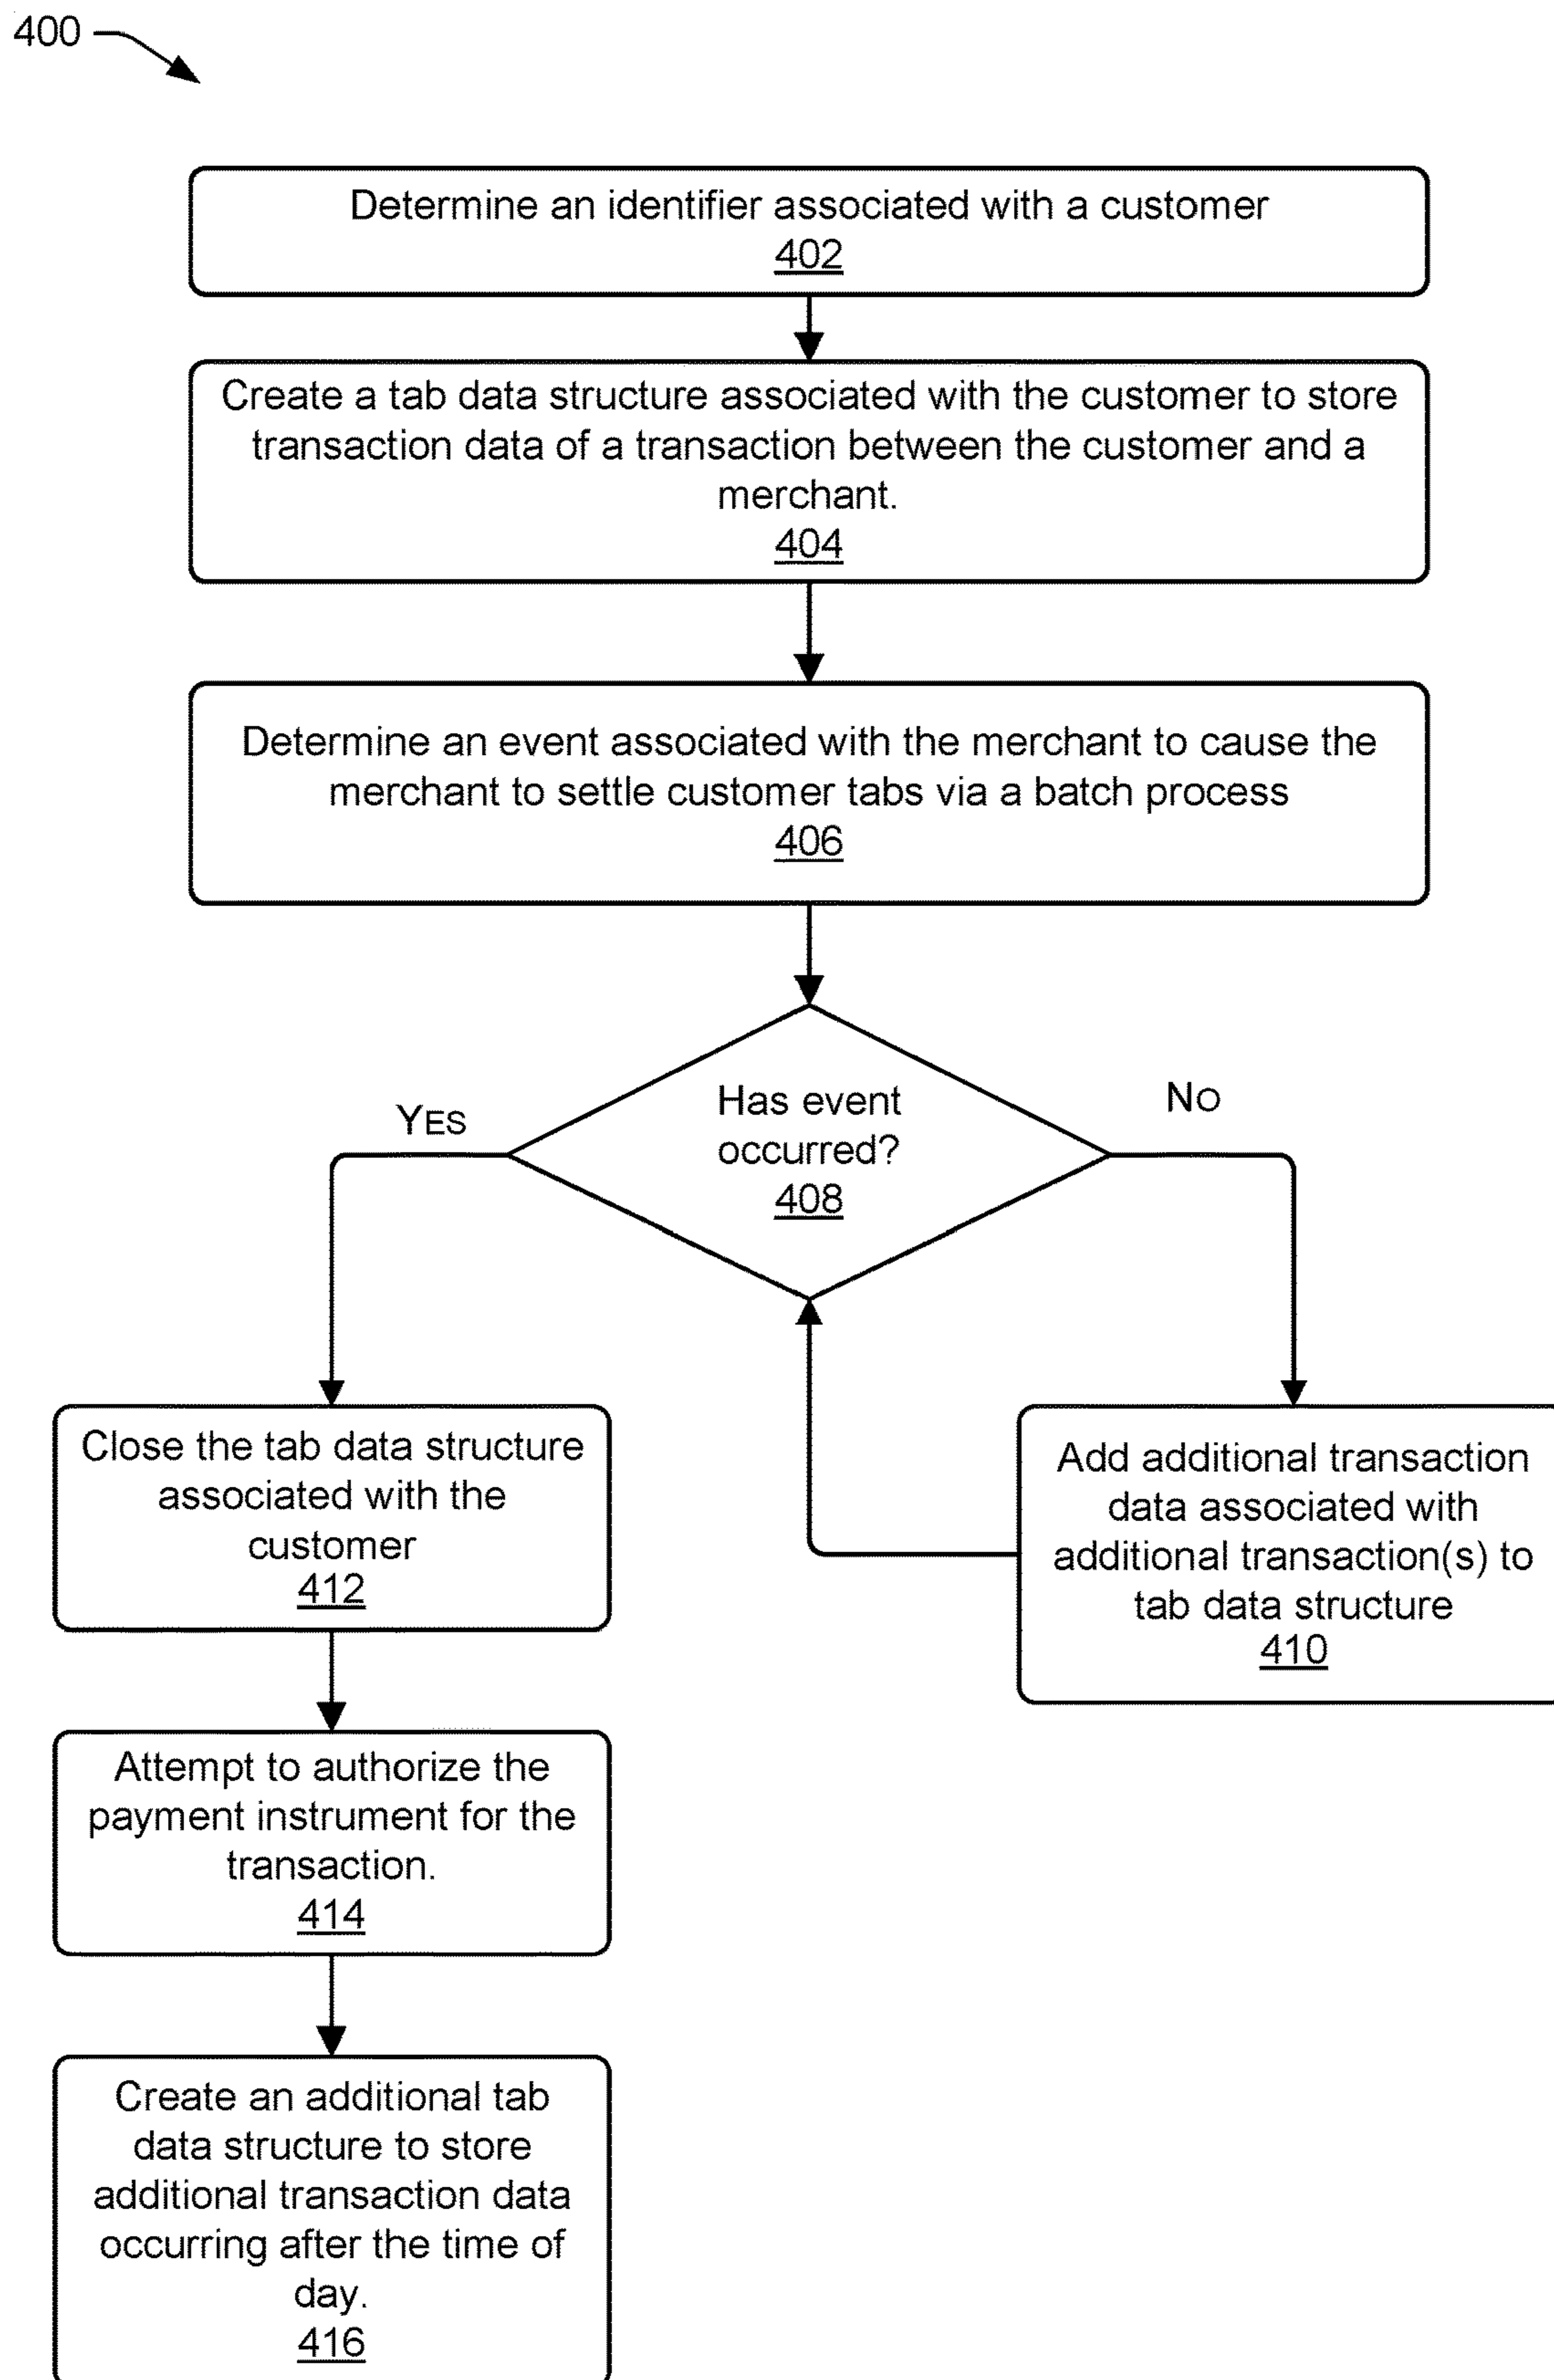 400
Determine an identifier associated with a customer
402
Create a tab data structure associated with the customer to store
transaction data of a transaction between the customer and a
merchant.
404
Determine an event associated with the merchant to cause the
merchant to settle customer tabs via a batch process
406
Has event
occurred?
408
YES
NO
Close the tab data structure
associated with the
customer
412
Add additional transaction
data associated with
additional transaction(s) to
tab data structure
410
Attempt to authorize the
payment instrument for the
transaction.
414
Create an additional tab
data structure to store
additional transaction data
occurring after the time of
day.
416